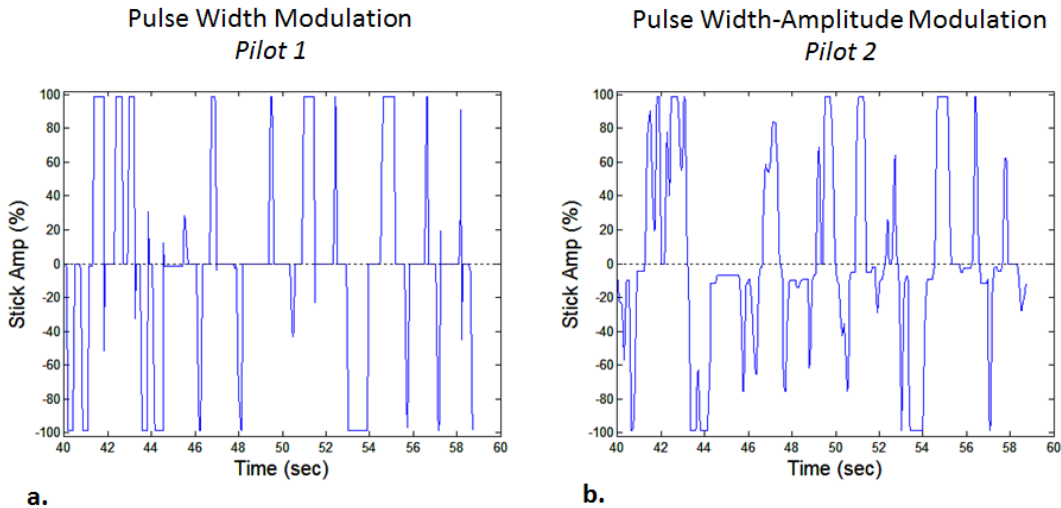 Pulse Width Modulation
Pilot 1
100
80
60
40
20
0
-20
-40
-60
-80
-100
Stick Amp (%)
40 42 44 46 48 50 52 54 56 58 60
Time (sec)
a.
Pulse Width-Amplitude Modulation
Pilot 2
100
80
60
40
20
0
-20
-40
-60
-80
-100
Stick Amp (%)
40 42 44 46 48 50 52 54 56 58 60
Time (sec)
b.